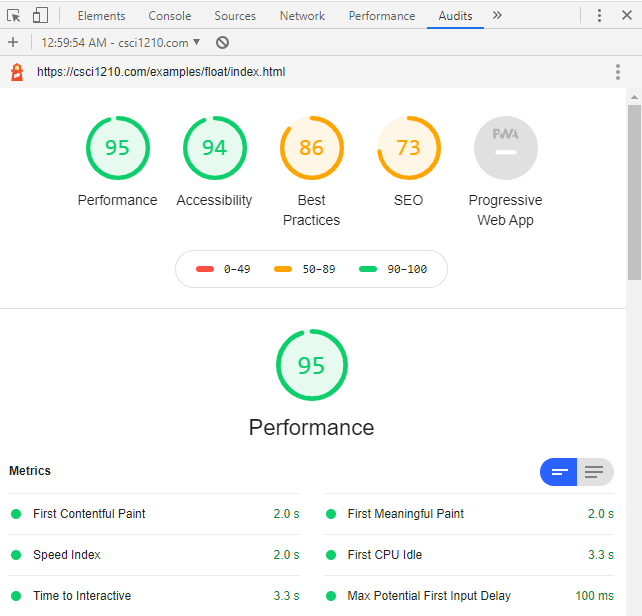 Elements Console Sources Network Performance Audits »
+ 12:59:54 AM - csci1210.com ▼
https://csci1210.com/examples/float/index.html
95 94 86 73 PWA
Performance Accessibility Best Practices SEO Progressive Web App
0–49 50–89 90–100
95
Performance
Metrics
First Contentful Paint 2.0 s First Meaningful Paint 2.0 s
Speed Index 2.0 s First CPU Idle 3.3 s
Time to Interactive 3.3 s Max Potential First Input Delay 100 ms